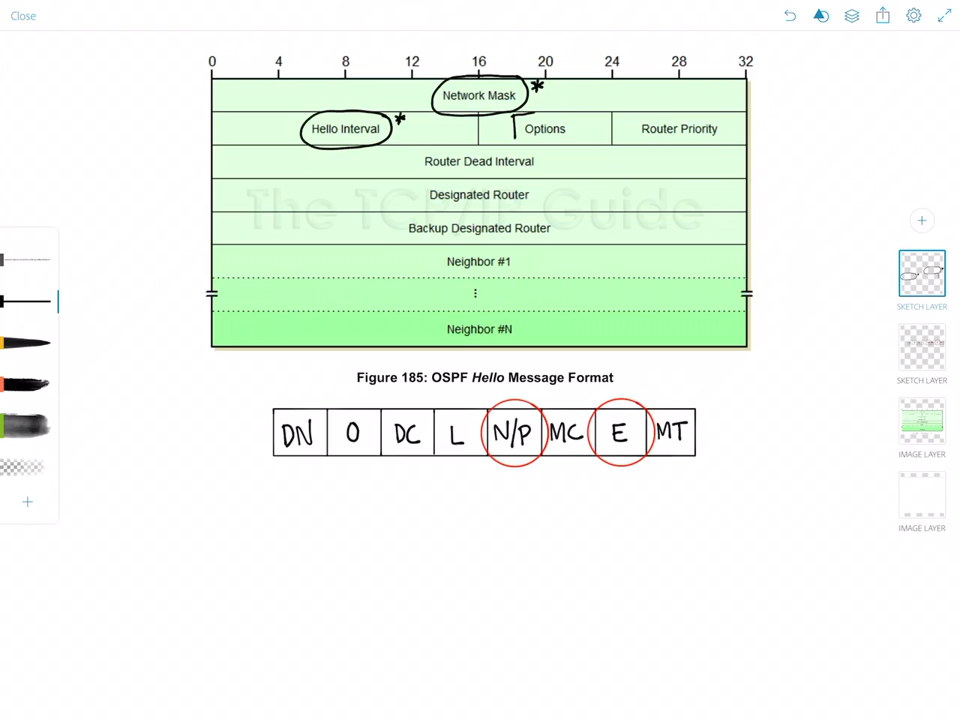 Close
0 4 8 12 16 20 24 28 32
Network Mask *
Hello Interval * Options Router Priority
Router Dead Interval
The TCP/IP Guide
Designated Router
Backup Designated Router
Neighbor #1
Neighbor #N
Figure 185: OSPF Hello Message Format
DN O DC L N/P MC E MT
SKETCH LAYER
SKETCH LAYER
IMAGE LAYER
IMAGE LAYER